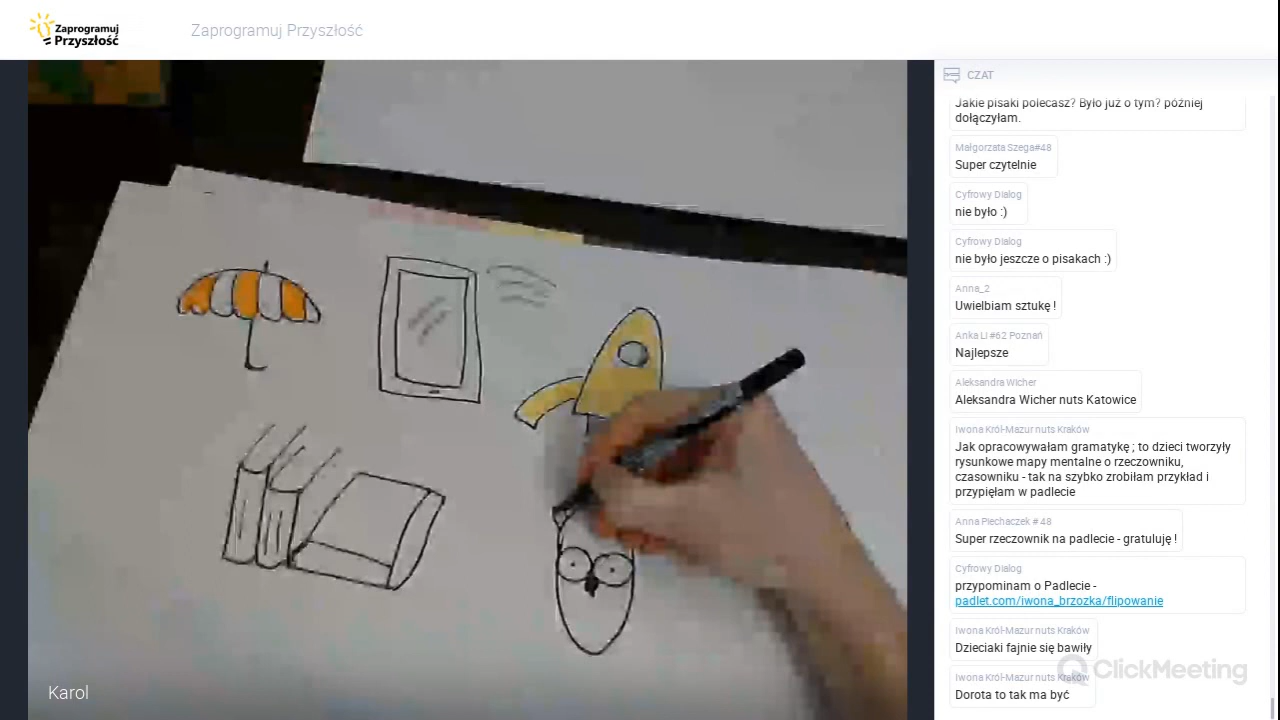 Zaprogramuj
Przyszłość
Zaprogramuj Przyszłość
CZAT
Jakie pisaki polecasz? Było już o tym? później
dołączyłam.
Małgorzata Szega#48
Super czytelnie
Cyfrowy Dialog
nie było :)
Cyfrowy Dialog
nie było jeszcze o pisakach :)
Anna_2
Uwielbiam sztukę !
Anka LI #62 Poznań
Najlepsze
Aleksandra Wicher
Aleksandra Wicher nuts Katowice
Iwona Król-Mazur nuts Kraków
Jak opracowywałam gramatykę ; to dzieci tworzyły
rysunkowe mapy mentalne o rzeczowniku,
czasowniku - tak na szybko zrobiłam przykład i
przypięłam w padlecie
Anna Piechaczek # 48
Super rzeczownik na padlecie - gratuluję !
Cyfrowy Dialog
przypominam o Padlecie -
padlet.com/iwona_brzozka/flipowanie
Iwona Król-Mazur nuts Kraków
Dzieciaki fajnie się bawiły
Iwona Król-Mazur nuts Kraków
Dorota to tak ma być
ClickMeeting
Karol